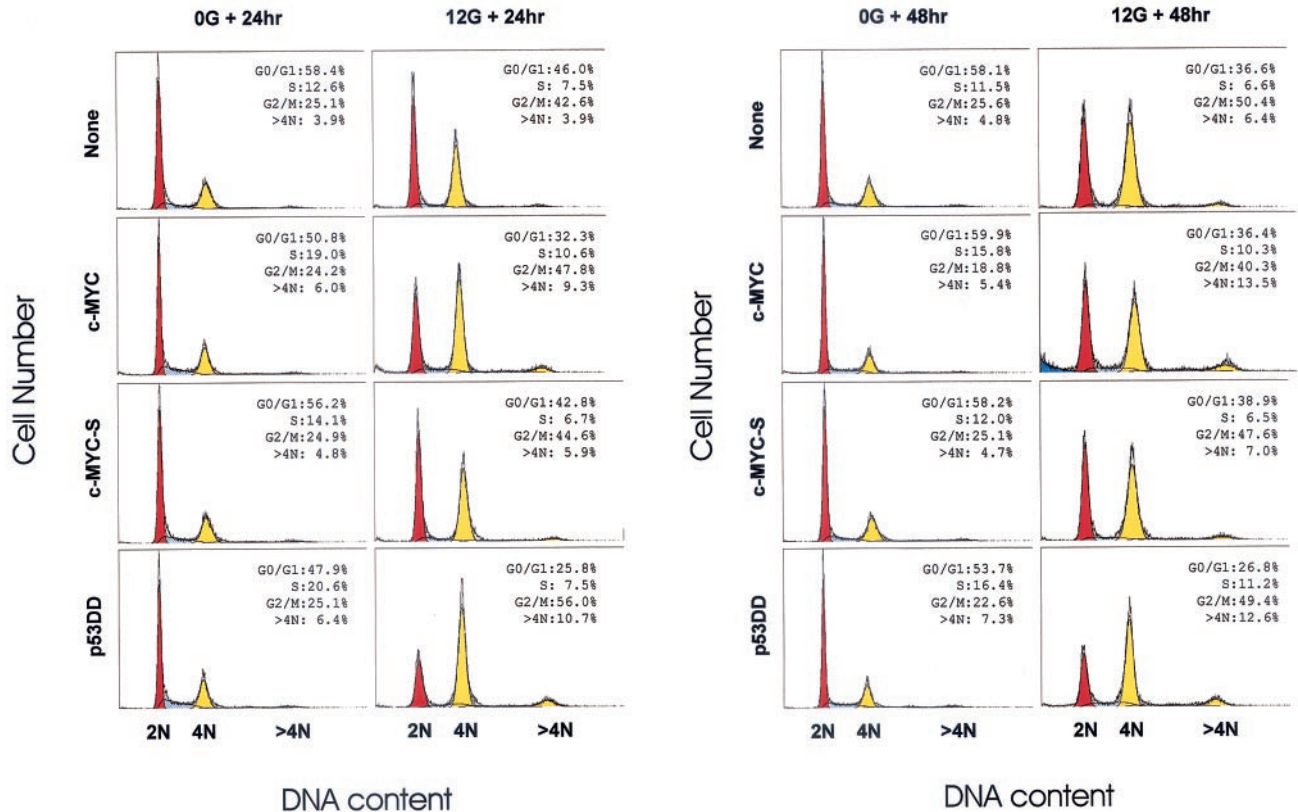 0G + 24hr
12G + 24hr
0G + 48hr
12G + 48hr
None
G0/G1:58.4%
S:12.6%
G2/M:25.1%
>4N: 3.9%
G0/G1:46.0%
S: 7.5%
G2/M:42.6%
>4N: 3.9%
None
G0/G1:58.1%
S:11.5%
G2/M:25.6%
>4N: 4.8%
G0/G1:36.6%
S: 6.6%
G2/M:50.4%
>4N: 6.4%
Cell Number
c-MYC
G0/G1:50.8%
S:19.0%
G2/M:24.2%
>4N: 6.0%
G0/G1:32.3%
S:10.6%
G2/M:47.8%
>4N: 9.3%
Cell Number
c-MYC
G0/G1:59.9%
S:15.8%
G2/M:18.8%
>4N: 5.4%
G0/G1:36.4%
S:10.3%
G2/M:40.3%
>4N:13.5%
c-MYC-S
G0/G1:56.2%
S:14.1%
G2/M:24.9%
>4N: 4.8%
G0/G1:42.8%
S: 6.7%
G2/M:44.6%
>4N: 5.9%
c-MYC-S
G0/G1:58.2%
S:12.0%
G2/M:25.1%
>4N: 4.7%
G0/G1:38.9%
S: 6.5%
G2/M:47.6%
>4N: 7.0%
p53DD
G0/G1:47.9%
S:20.6%
G2/M:25.1%
>4N: 6.4%
G0/G1:25.8%
S: 7.5%
G2/M:56.0%
>4N:10.7%
p53DD
G0/G1:53.7%
S:16.4%
G2/M:22.6%
>4N: 7.3%
G0/G1:26.8%
S:11.2%
G2/M:49.4%
>4N:12.6%
2N 4N >4N
2N 4N >4N
2N 4N >4N
2N 4N >4N
DNA content
DNA content